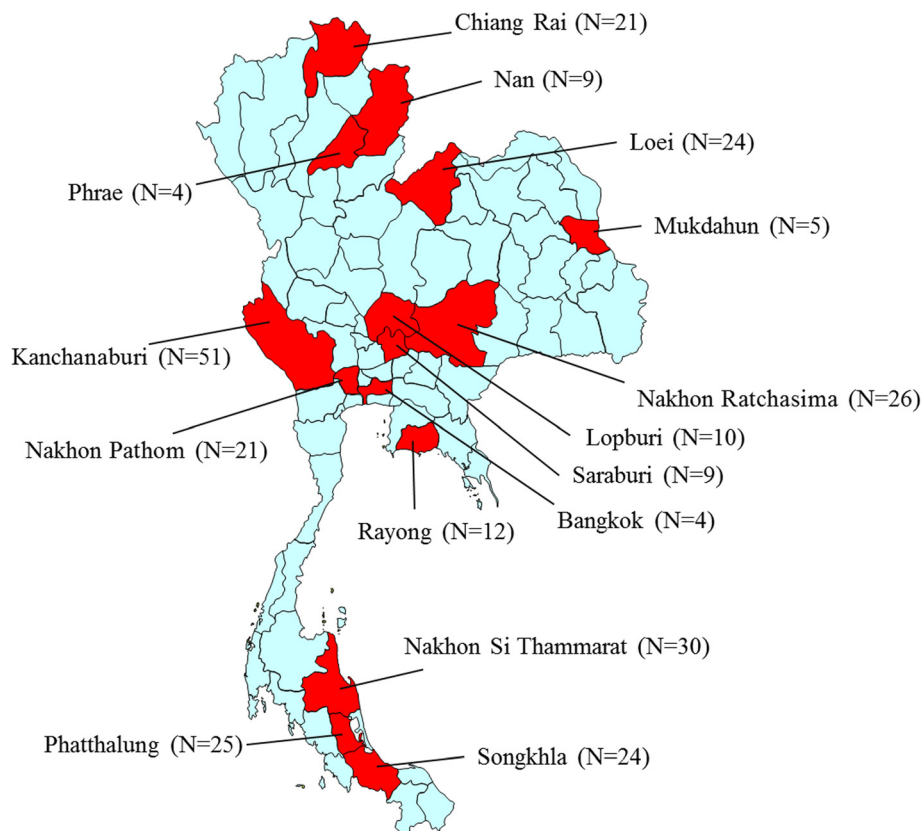 Chiang Rai (N=21)
Nan (N=9)
Loei (N=24)
Phrae (N=4)
Mukdahun (N=5)
Kanchanaburi (N=51)
Nakhon Ratchasima (N=26)
Lopburi (N=10)
Nakhon Pathom (N=21)
Saraburi (N=9)
Bangkok (N=4)
Rayong (N=12)
Nakhon Si Thammarat (N=30)
Phatthalung (N=25)
Songkhla (N=24)